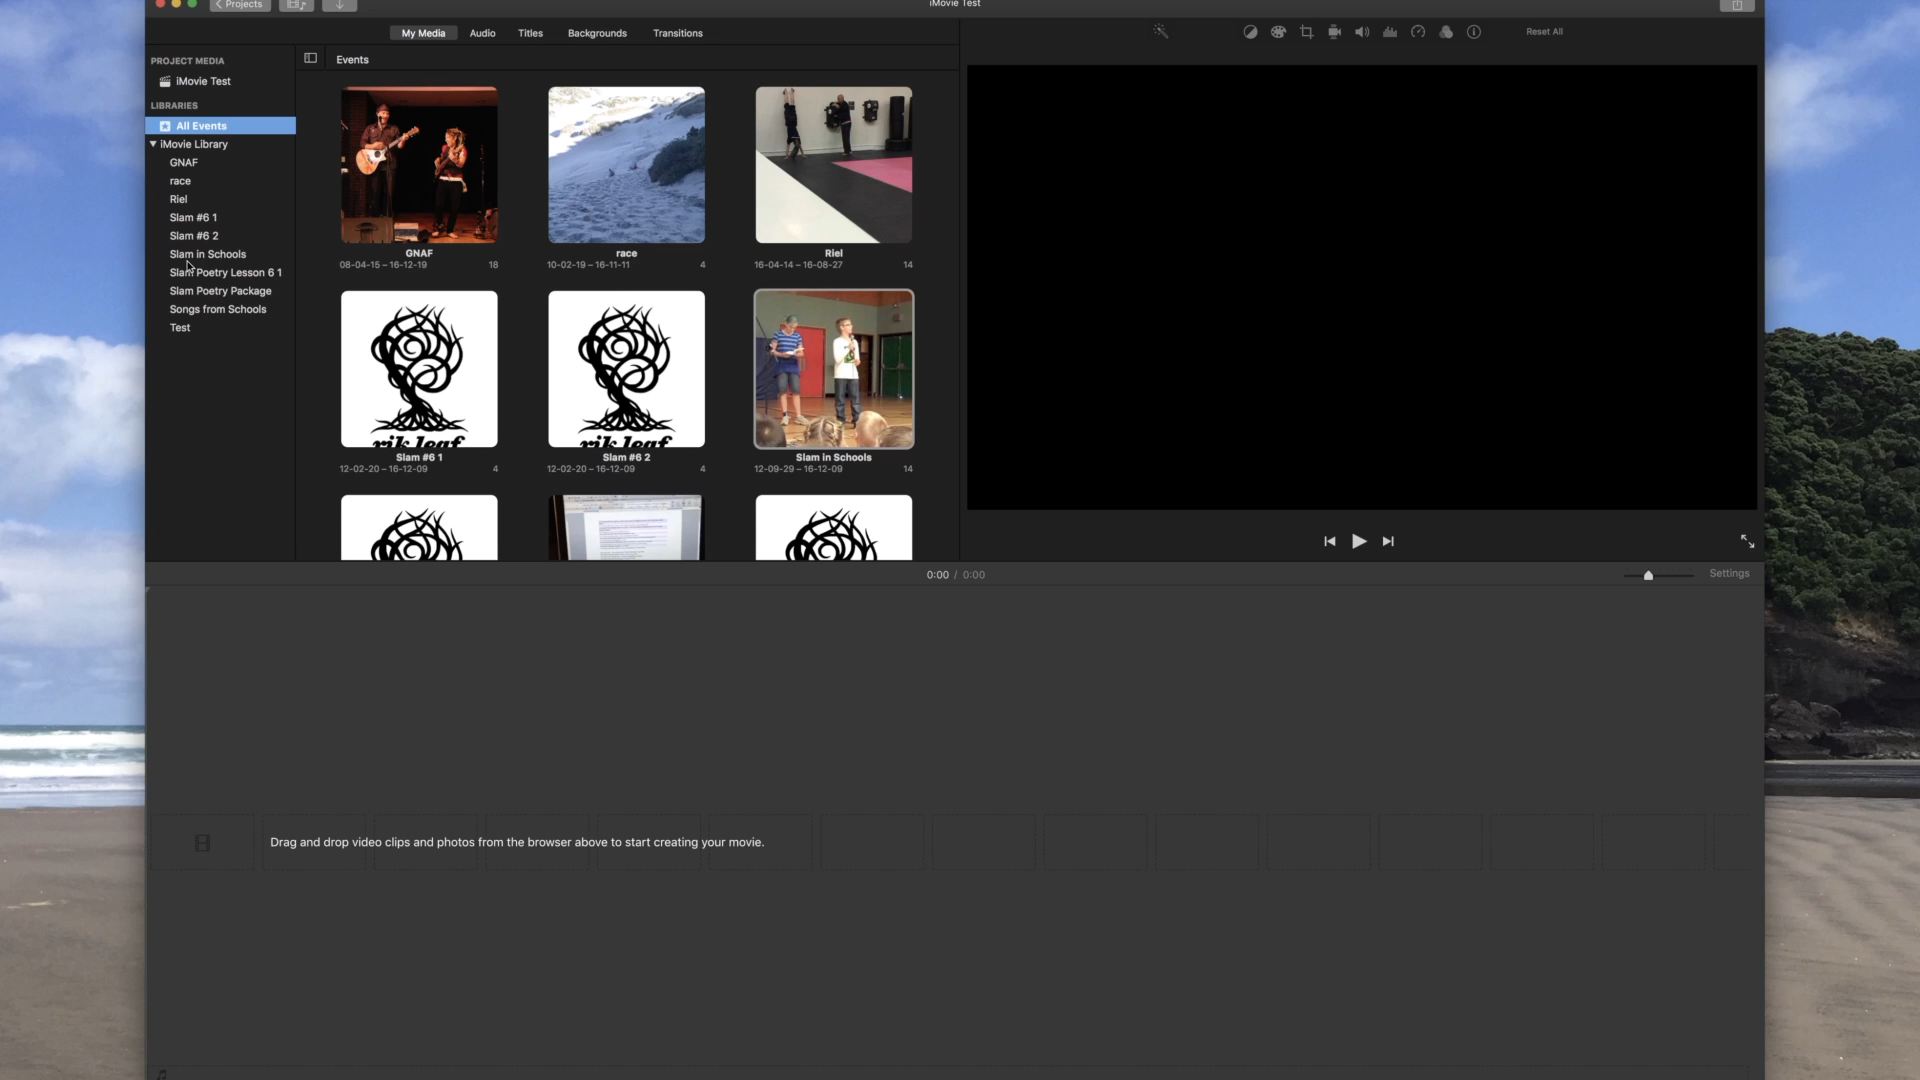 Projects
iMovie Test
My Media
Audio
Titles
Backgrounds
Transitions
Reset All
PROJECT MEDIA
iMovie Test
LIBRARIES
All Events
iMovie Library
GNAF
race
Riel
Slam #6 1
Slam #6 2
Slam in Schools
Slam Poetry Lesson 6 1
Slam Poetry Package
Songs from Schools
Test
Events
GNAF
08-04-15 – 16-12-19 18
race
10-02-19 – 16-11-11 4
Riel
16-04-14 – 16-08-27 14
rik leaf
Slam #6 1
12-02-20 – 16-12-09 4
rik leaf
Slam #6 2
12-02-20 – 16-12-09 4
Slam in Schools
12-09-29 – 16-12-09 14
0:00 / 0:00
Settings
Drag and drop video clips and photos from the browser above to start creating your movie.